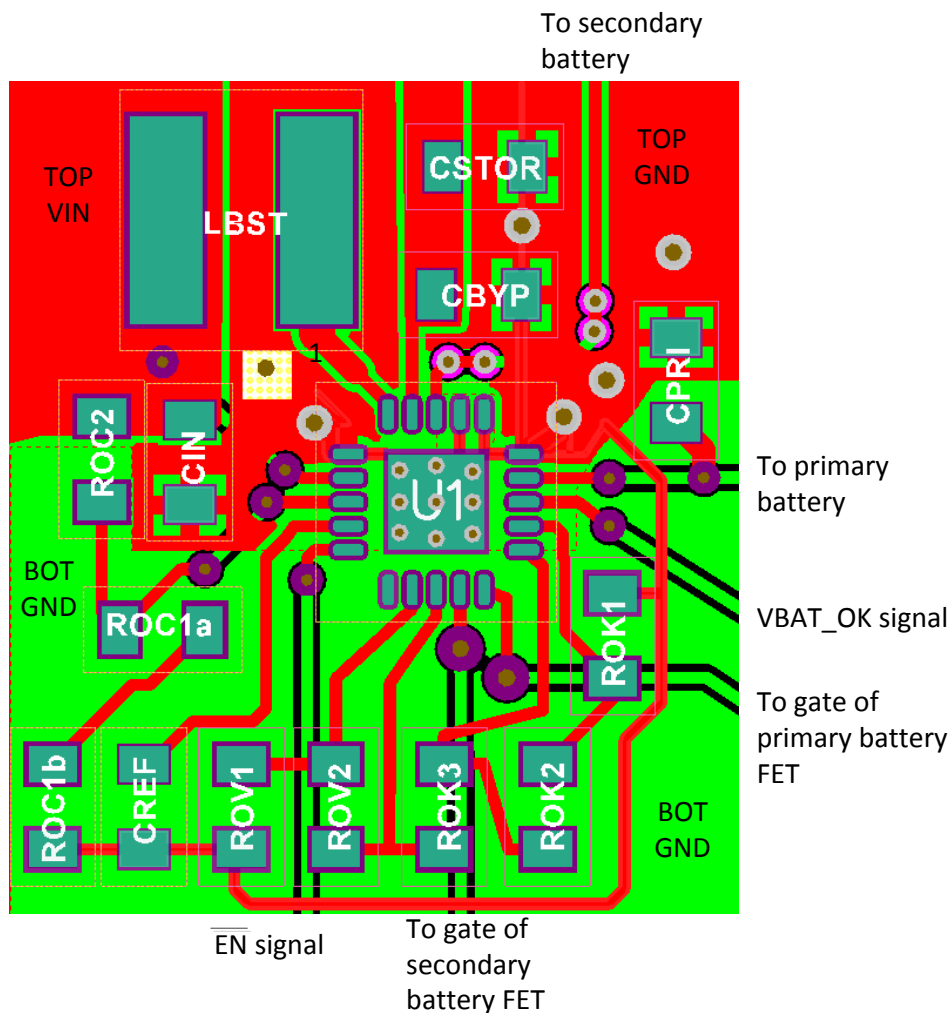 To secondary
battery
TOP
VIN
TOP
GND
CSTOR
LBST
CBYP
1
CPRI
ROC2
CIN
U1
To primary
battery
BOT
GND
ROC1a
ROK1
VBAT_OK signal
To gate of
primary battery
FET
ROC1b
CREF
ROV1
ROV2
ROK3
ROK2
BOT
GND
EN signal
To gate of
secondary
battery FET